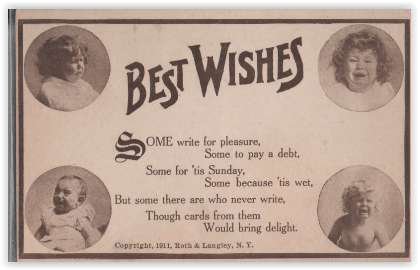 BEST WISHES
SOME write for pleasure,
Some to pay a debt,
Some for 'tis Sunday,
Some because 'tis wet,
But some there are who never write,
Though cards from them
Would bring delight.
Copyright, 1911, Roth & Langley, N. Y.